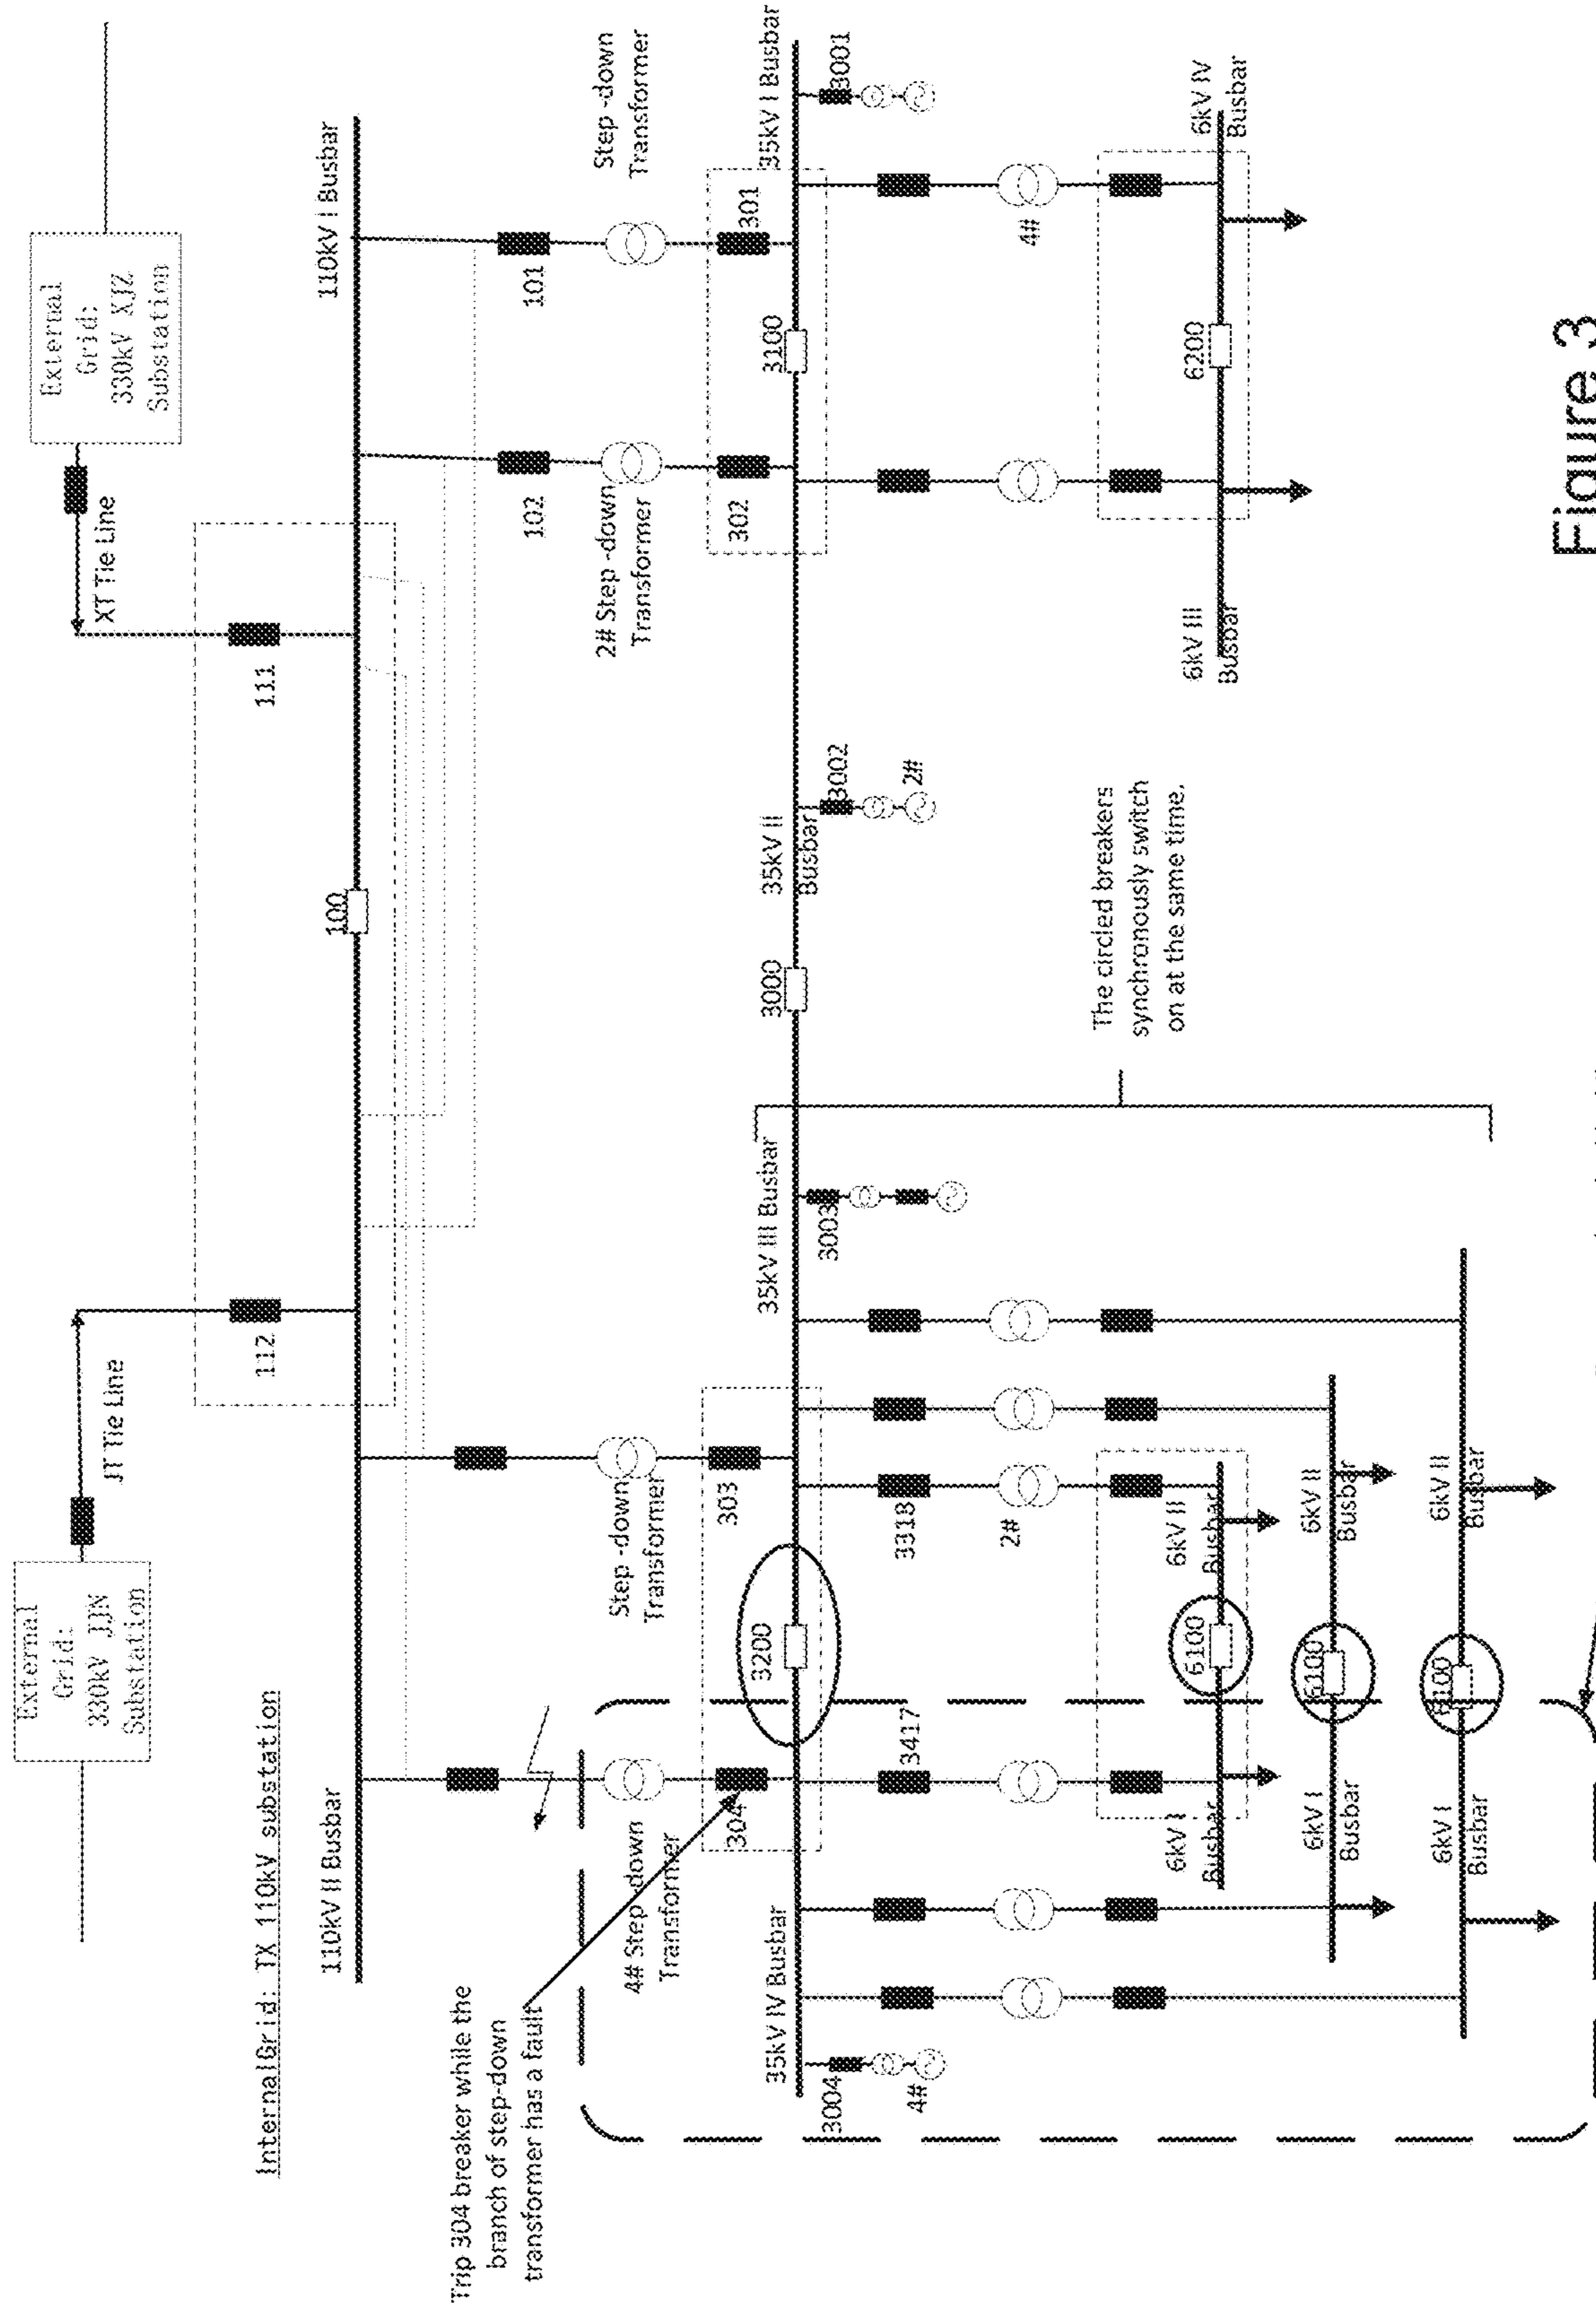 External
Grid:
330kV JJN
Substation
JT Tie Line
External
Grid:
330kV XJZ
Substation
XT Tie Line
InternalGrid: TX 110kV substation
112
111
110kV II Busbar
100
110kV I Busbar
Trip 304 breaker while the
branch of step-down
transformer has a fault
4# Step -down
Transformer
Step -down
Transformer
2# Step -down
Transformer
Step -down
Transformer
102
101
304
303
302
301
35kV IV Busbar
3200
35kV III Busbar
3000
35kV II
Busbar
3100
35kV I Busbar
3004
4#
3003
3002
2#
3001
3417
3318
2#
4#
The circled breakers
synchronously switch
on at the same time.
6kV I
Busbar
6100
6kV II
Busbar
6kV III
Busbar
6200
6kV IV
Busbar
6kV I
Busbar
6100
6kV II
Busbar
6kV I
Busbar
6100
6kV II
Busbar
Figure 3